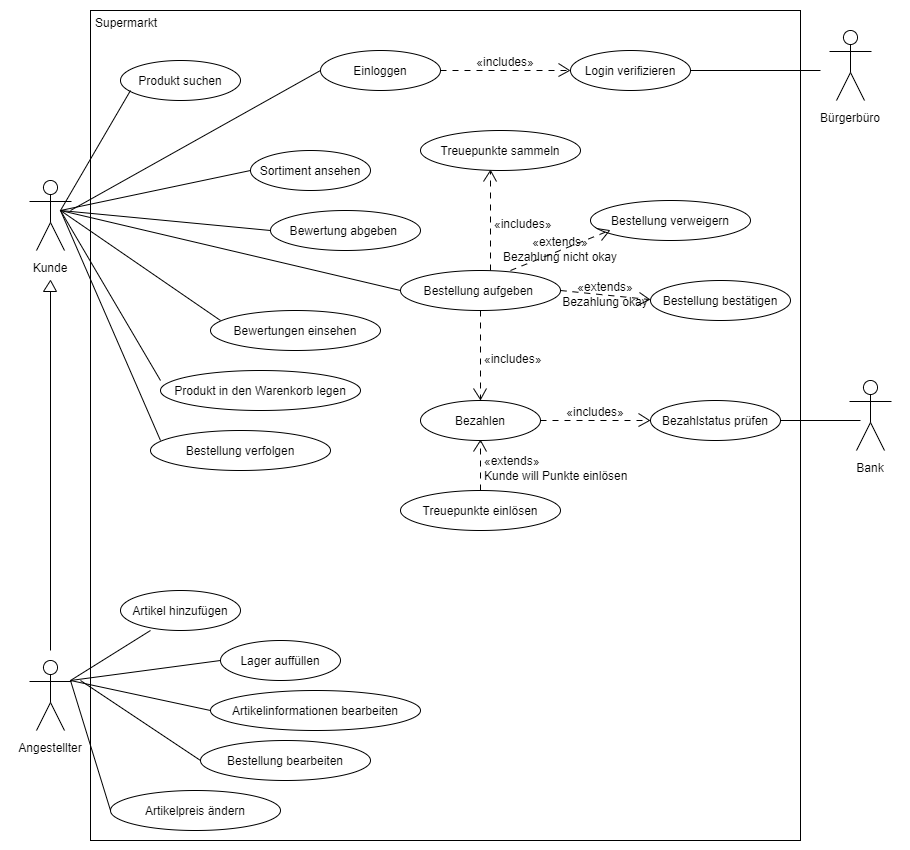 Supermarkt
Produkt suchen
Einloggen
«includes»
Login verifizieren
Bürgerbüro
Treuepunkte sammeln
Sortiment ansehen
Bewertung abgeben
«includes»
Bestellung verweigern
«extends»
Bezahlung nicht okay
Kunde
Bestellung aufgeben
«extends»
Bezahlung okay
Bestellung bestätigen
Bewertungen einsehen
«includes»
Produkt in den Warenkorb legen
Bezahlen
«includes»
Bezahlstatus prüfen
Bank
Bestellung verfolgen
«extends»
Kunde will Punkte einlösen
Treuepunkte einlösen
Artikel hinzufügen
Lager auffüllen
Artikelinformationen bearbeiten
Angestellter
Bestellung bearbeiten
Artikelpreis ändern